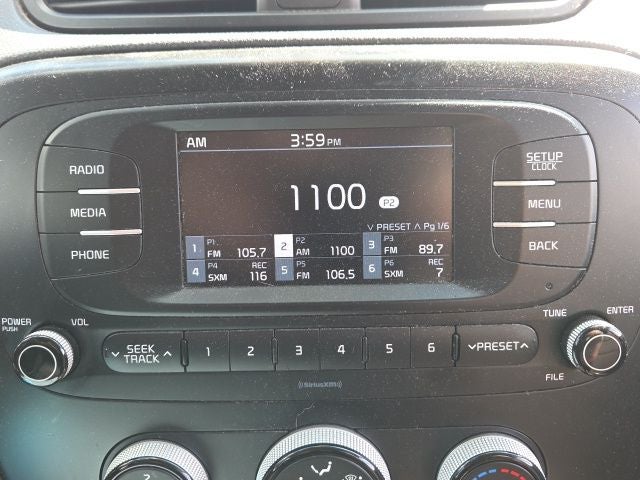 AM 3:59 PM
1100 P2
PRESET Pg 1/6
1 P1 FM 105.7 2 P2 AM 1100 3 P3 FM 89.7
4 P4 SXM REC 116 5 P5 FM 106.5 6 P6 SXM REC 7
RADIO
MEDIA
PHONE
SETUP
CLOCK
MENU
BACK
POWER
PUSH
VOL
SEEK
TRACK
1 2 3 4 5 6
PRESET
TUNE
ENTER
FILE
((SiriusXM))